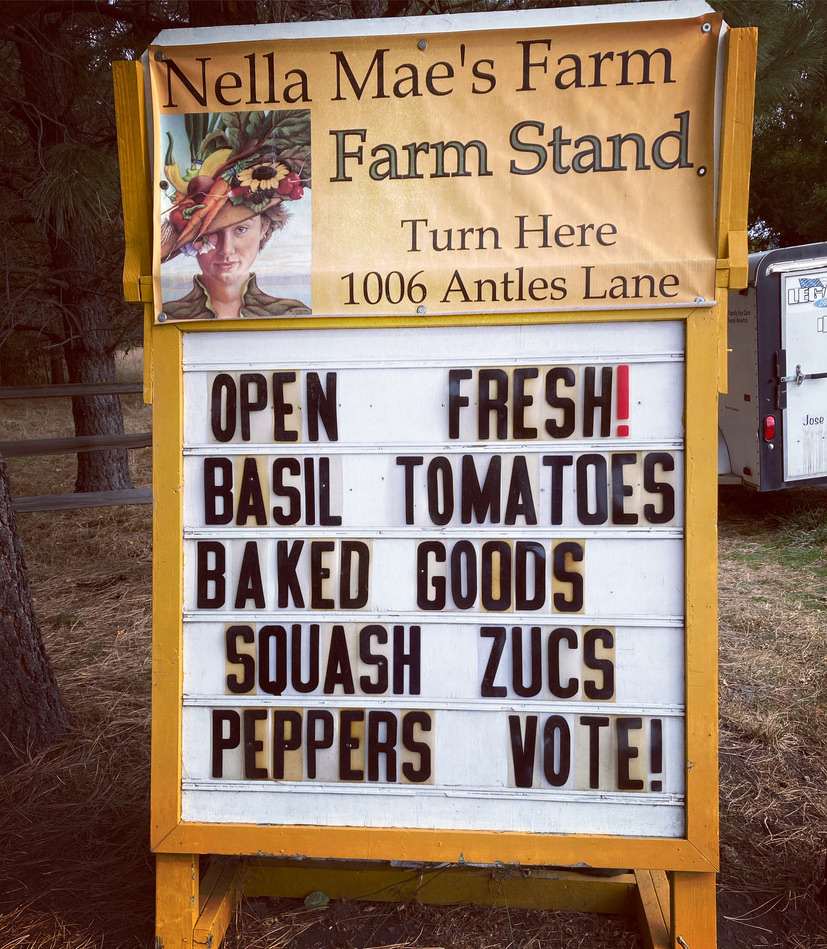 Nella Mae's Farm
Farm Stand.
Turn Here
1006 Antles Lane
OPEN FRESH!
BASIL TOMATOES
BAKED GOODS
SQUASH ZUCS
PEPPERS VOTE!
Jose